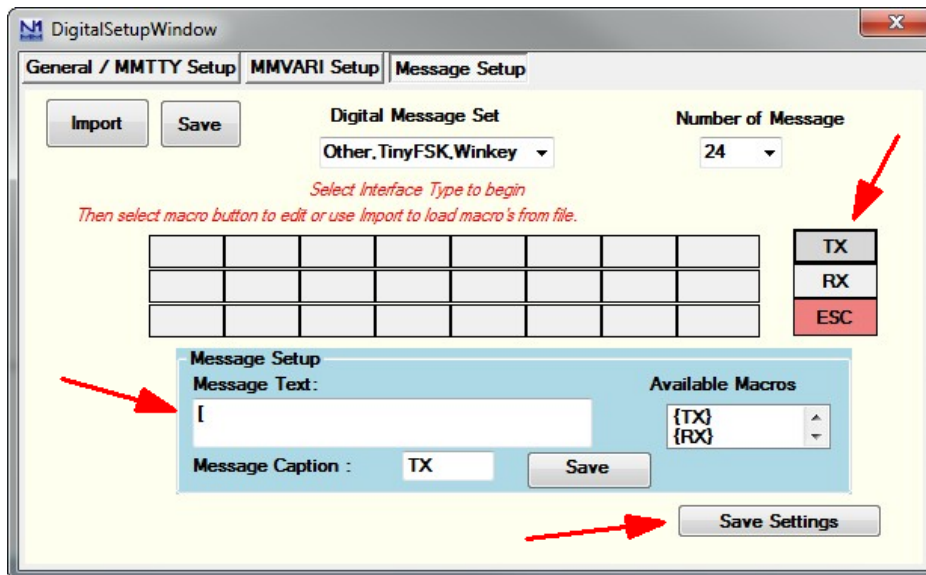 N1
MM
DigitalSetupWindow
X
General / MMTTY Setup MMVARI Setup Message Setup
Import Save Digital Message Set Number of Message
Other,TinyFSK,Winkey 24
Select Interface Type to begin
Then select macro button to edit or use Import to load macro's from file.
TX
RX
ESC
Message Setup
Message Text: Available Macros
[ {TX}
{RX}
Message Caption : TX Save
Save Settings